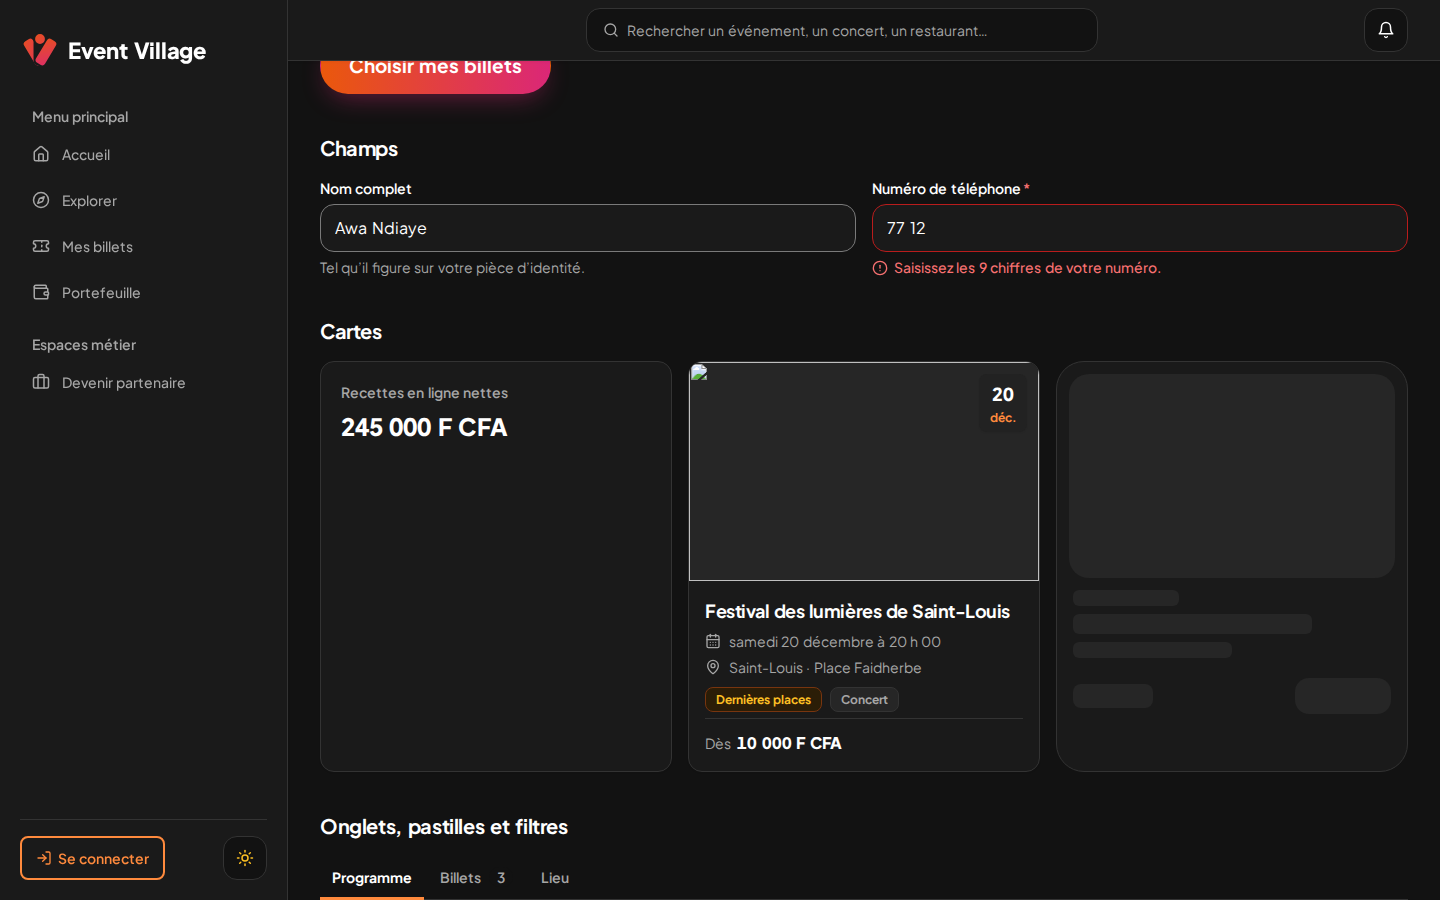 Event Village
Rechercher un événement, un concert, un restaurant...
Menu principal
Accueil
Explorer
Mes billets
Portefeuille
Espaces métier
Devenir partenaire
Se connecter
Choisir mes billets
Champs
Nom complet
Awa Ndiaye
Tel qu'il figure sur votre pièce d'identité.
Numéro de téléphone *
77 12
Saisissez les 9 chiffres de votre numéro.
Cartes
Recettes en ligne nettes
245 000 F CFA
20
déc.
Festival des lumières de Saint-Louis
samedi 20 décembre à 20 h 00
Saint-Louis · Place Faidherbe
Dernières places Concert
Dès 10 000 F CFA
Onglets, pastilles et filtres
Programme Billets 3 Lieu